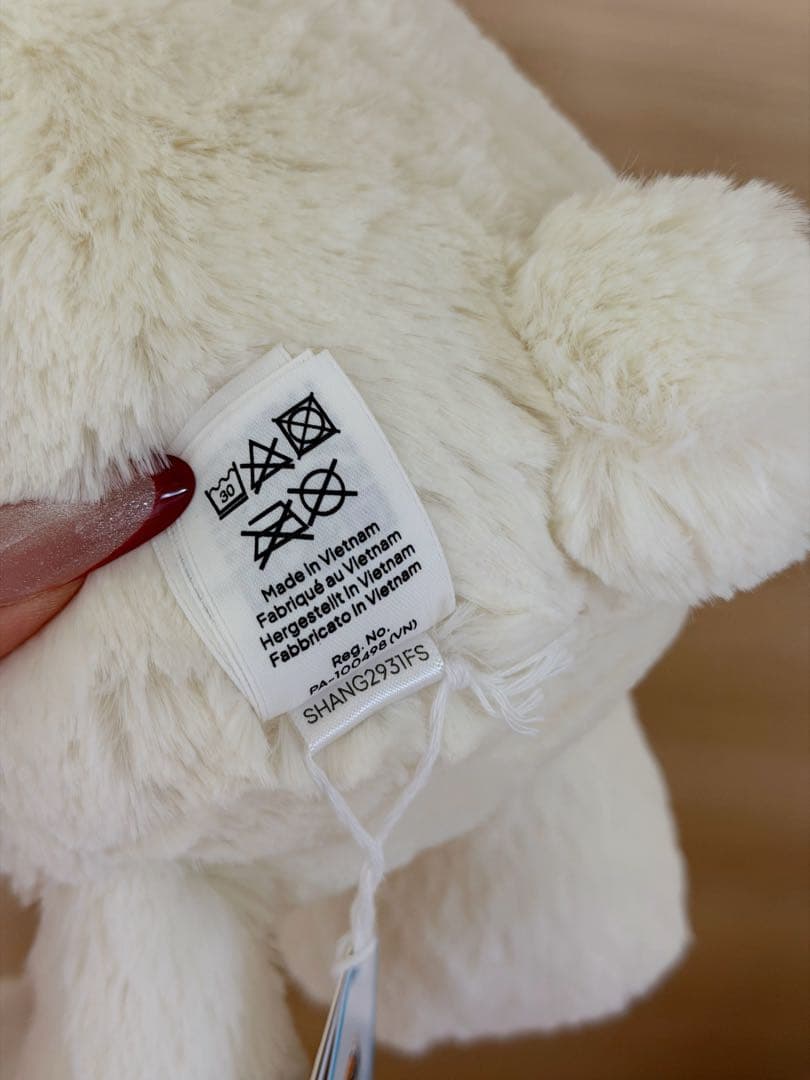 30
Made in Vietnam
Fabriqué au Vietnam
Hergestellt in Vietnam
Fabbricato in Vietnam
Reg. No.
PA-100498 (VN)
SHANG2931FS